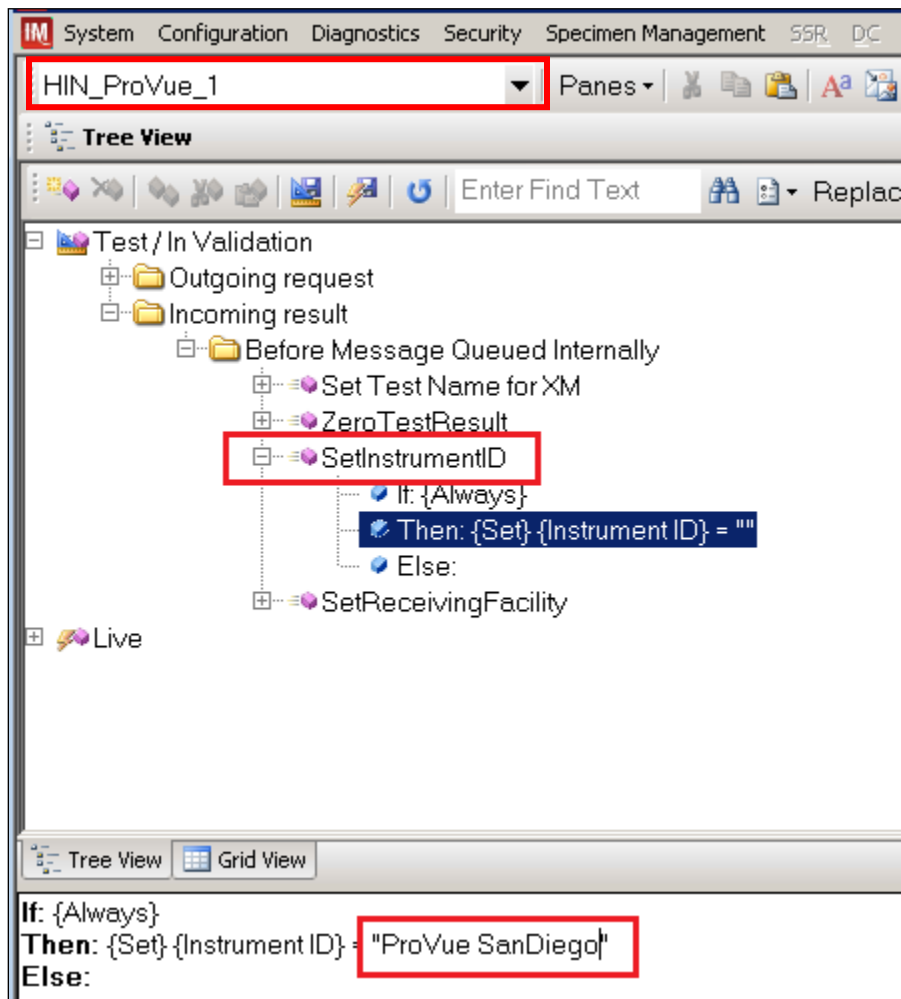 IM System Configuration Diagnostics Security Specimen Management SSR DC
HIN_ProVue_1 Panes Aa
Tree View
Enter Find Text Replac
Test / In Validation
Outgoing request
Incoming result
Before Message Queued Internally
Set Test Name for XM
ZeroTestResult
SetInstrumentID
If: {Always}
Then: {Set} {Instrument ID} = ""
Else:
SetReceivingFacility
Live
Tree View Grid View
If: {Always}
Then: {Set} {Instrument ID} = "ProVue SanDiego"
Else: